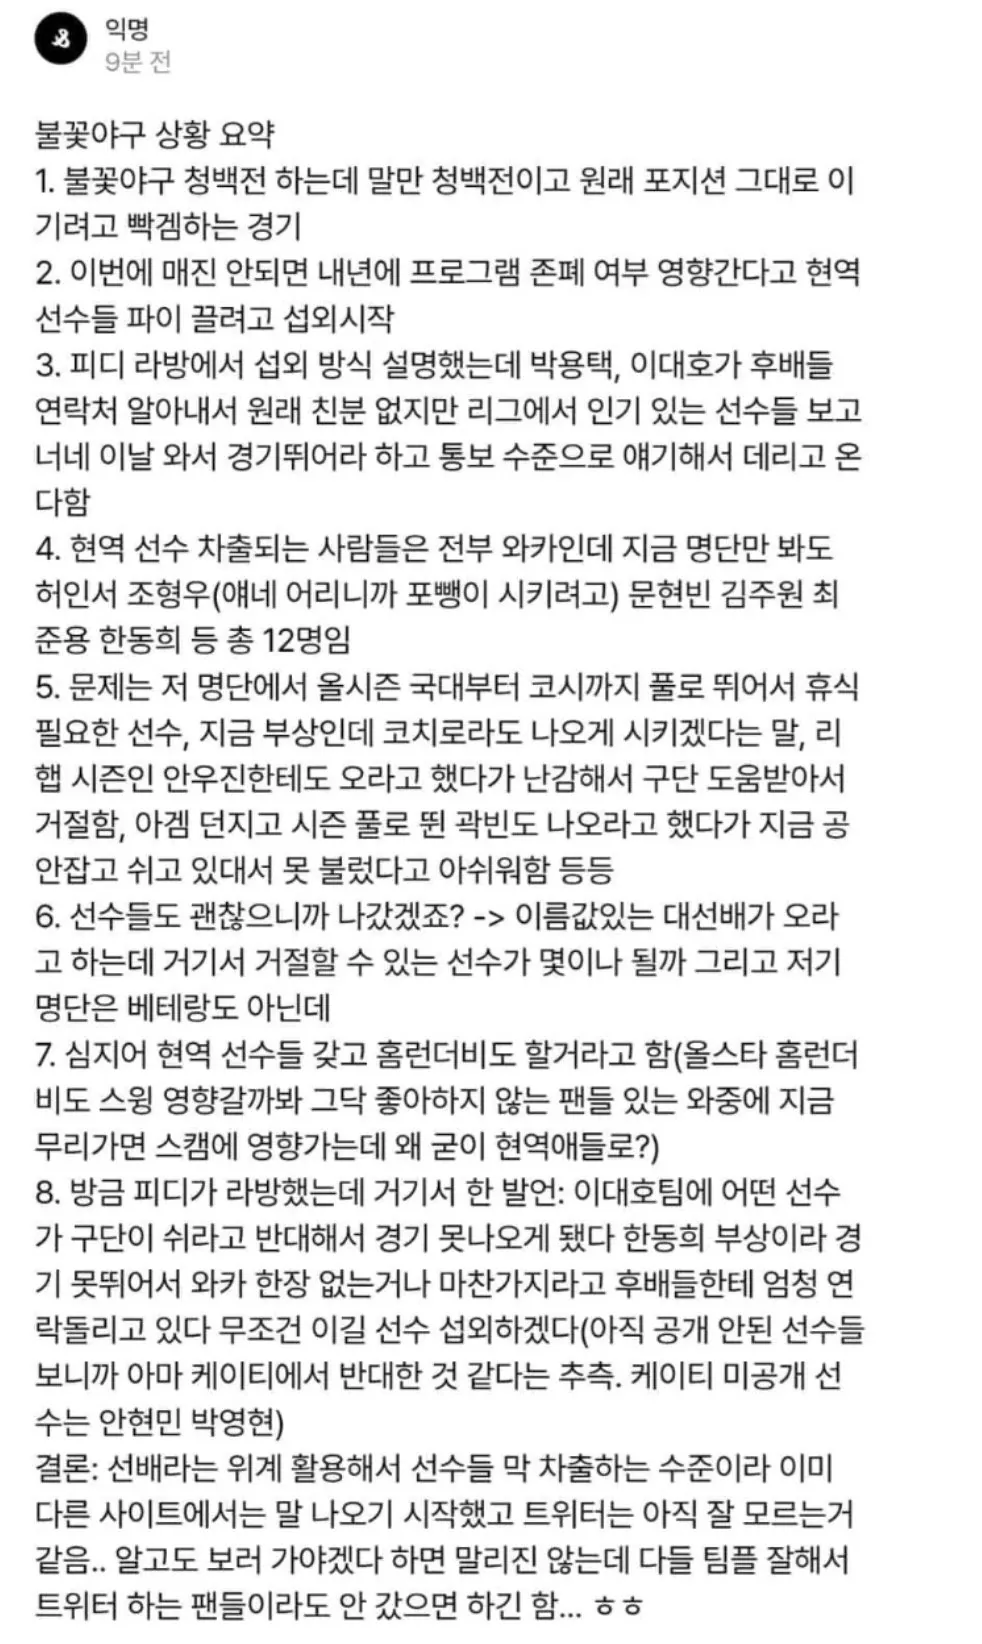 익명
9분 전
불꽃야구 상황 요약
1. 불꽃야구 청백전 하는데 말만 청백전이고 원래 포지션 그대로 이
기려고 빡겜하는 경기
2. 이번에 매진 안되면 내년에 프로그램 존폐 여부 영향간다고 현역
선수들 파이 끌려고 섭외시작
3. 피디 라방에서 섭외 방식 설명했는데 박용택, 이대호가 후배들
연락처 알아내서 원래 친분 없지만 리그에서 인기 있는 선수들 보고
너네 이날 와서 경기뛰어라 하고 통보 수준으로 얘기해서 데리고 온
다함
4. 현역 선수 차출되는 사람들은 전부 와카인데 지금 명단만 봐도
허인서 조형우(얘네 어리니까 포뺑이 시키려고) 문현빈 김주원 최
준용 한동희 등 총 12명임
5. 문제는 저 명단에서 올시즌 국대부터 코시까지 풀로 뛰어서 휴식
필요한 선수, 지금 부상인데 코치로라도 나오게 시키겠다는 말, 리
햅 시즌인 안우진한테도 오라고 했다가 난감해서 구단 도움받아서
거절함, 아겜 던지고 시즌 풀로 뛴 곽빈도 나오라고 했다가 지금 공
안잡고 쉬고 있대서 못 불렀다고 아쉬워함 등등
6. 선수들도 괜찮으니까 나갔겠죠? -> 이름값있는 대선배가 오라
고 하는데 거기서 거절할 수 있는 선수가 몇이나 될까 그리고 저기
명단은 베테랑도 아닌데
7. 심지어 현역 선수들 갖고 홈런더비도 할거라고 함(올스타 홈런더
비도 스윙 영향갈까봐 그닥 좋아하지 않는 팬들 있는 와중에 지금
무리가면 스캠에 영향가는데 왜 굳이 현역애들로?)
8. 방금 피디가 라방했는데 거기서 한 발언: 이대호팀에 어떤 선수
가 구단이 쉬라고 반대해서 경기 못나오게 됐다 한동희 부상이라 경
기 못뛰어서 와카 한장 없는거나 마찬가지라고 후배들한테 엄청 연
락돌리고 있다 무조건 이길 선수 섭외하겠다(아직 공개 안된 선수들
보니까 아마 케이티에서 반대한 것 같다는 추측. 케이티 미공개 선
수는 안현민 박영현)
결론: 선배라는 위계 활용해서 선수들 막 차출하는 수준이라 이미
다른 사이트에서는 말 나오기 시작했고 트위터는 아직 잘 모르는거
같음.. 알고도 보러 가야겠다 하면 말리진 않는데 다들 팀플 잘해서
트위터 하는 팬들이라도 안 갔으면 하긴 함... ㅎㅎ